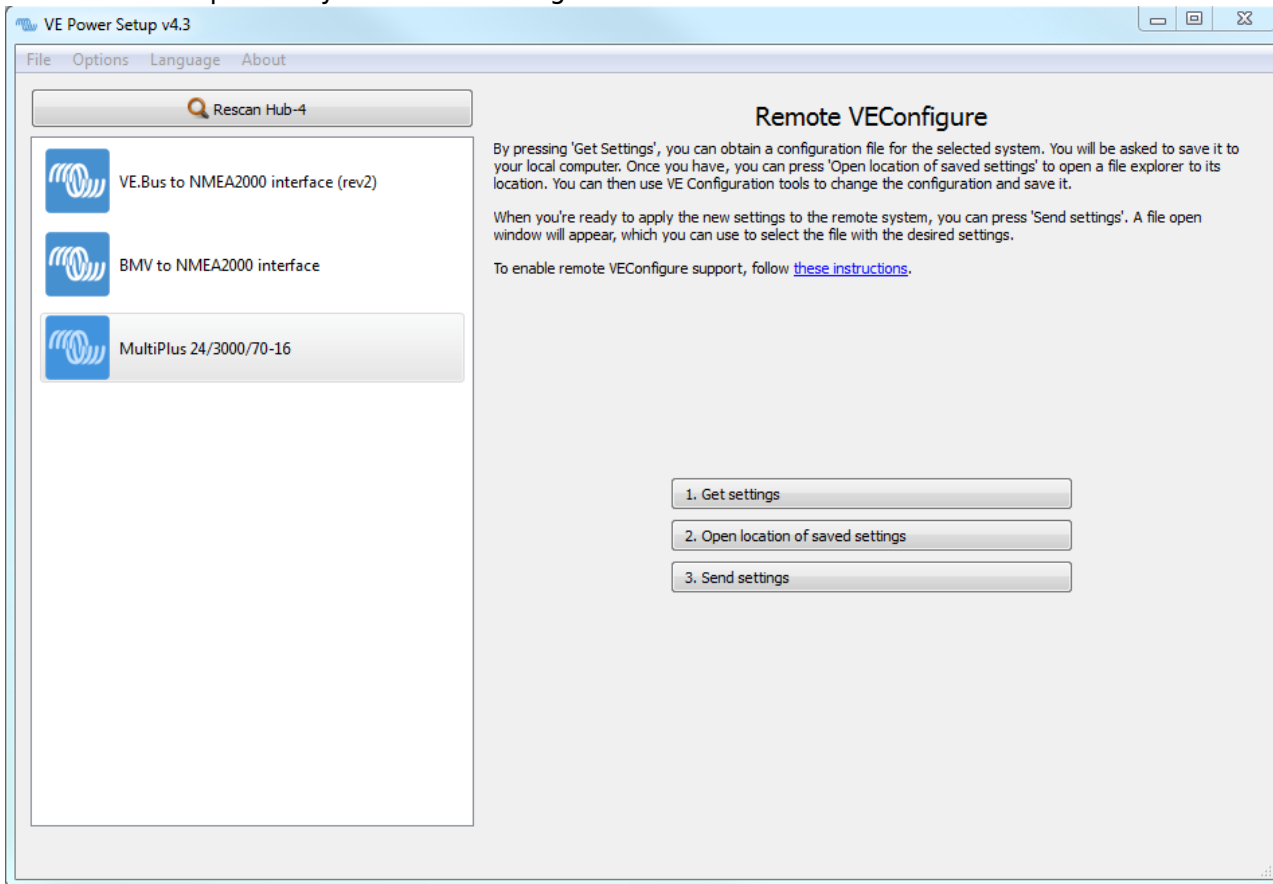 VE Power Setup v4.3
File Options Language About
Rescan Hub-4
VE.Bus to NMEA2000 interface (rev2)
BMV to NMEA2000 interface
MultiPlus 24/3000/70-16
Remote VEConfigure
By pressing 'Get Settings', you can obtain a configuration file for the selected system. You will be asked to save it to
your local computer. Once you have, you can press 'Open location of saved settings' to open a file explorer to its
location. You can then use VE Configuration tools to change the configuration and save it.
When you're ready to apply the new settings to the remote system, you can press 'Send settings'. A file open
window will appear, which you can use to select the file with the desired settings.
To enable remote VEConfigure support, follow these instructions.
1. Get settings
2. Open location of saved settings
3. Send settings